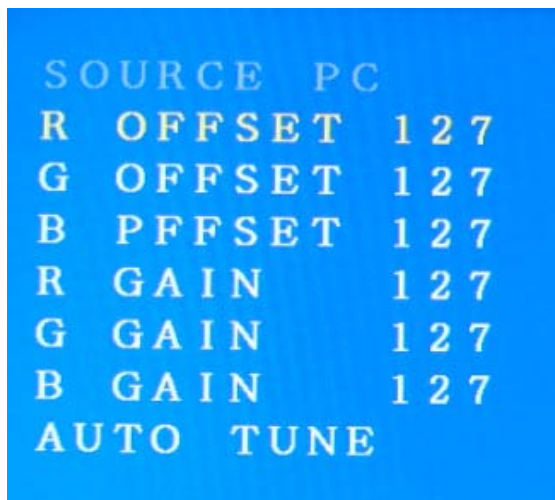 SOURCE PC
R OFFSET 127
G OFFSET 127
B PFFSET 127
R GAIN 127
G GAIN 127
B GAIN 127
AUTO TUNE